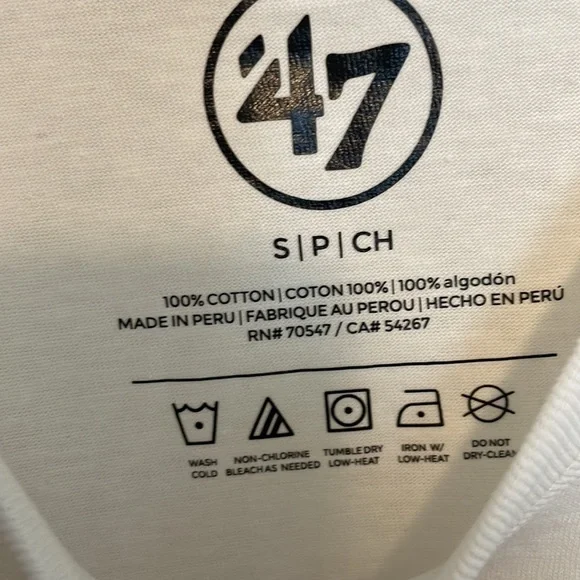 '47
S | P | CH
100% COTTON | COTON 100% | 100% algodón
MADE IN PERU | FABRIQUE AU PEROU | HECHO EN PERÚ
RN# 70547 / CA# 54267
WASH COLD
NON-CHLORINE BLEACH AS NEEDED
TUMBLE DRY LOW-HEAT
IRON W/ LOW-HEAT
DO NOT DRY-CLEAN